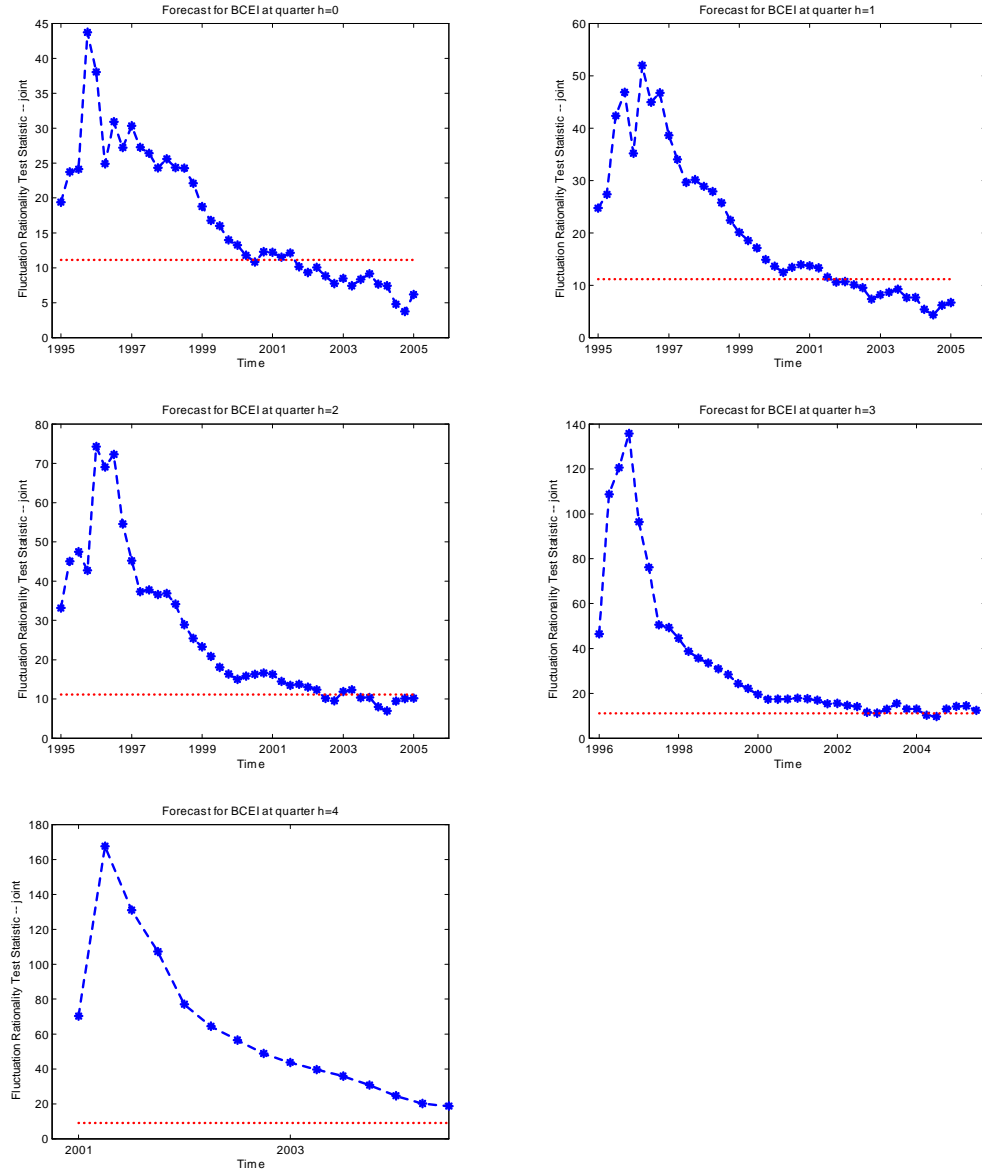 Forecast for BCEI at quarter h=0
Fluctuation Rationality Test Statistic -- joint
45
40
35
30
25
20
15
10
5
0
1995 1997 1999 2001 2003 2005
Time
Forecast for BCEI at quarter h=1
Fluctuation Rationality Test Statistic -- joint
60
50
40
30
20
10
0
1995 1997 1999 2001 2003 2005
Time
Forecast for BCEI at quarter h=2
Fluctuation Rationality Test Statistic -- joint
80
70
60
50
40
30
20
10
0
1995 1997 1999 2001 2003 2005
Time
Forecast for BCEI at quarter h=3
Fluctuation Rationality Test Statistic -- joint
140
120
100
80
60
40
20
0
1996 1998 2000 2002 2004
Time
Forecast for BCEI at quarter h=4
Fluctuation Rationality Test Statistic -- joint
180
160
140
120
100
80
60
40
20
0
2001 2003
Time